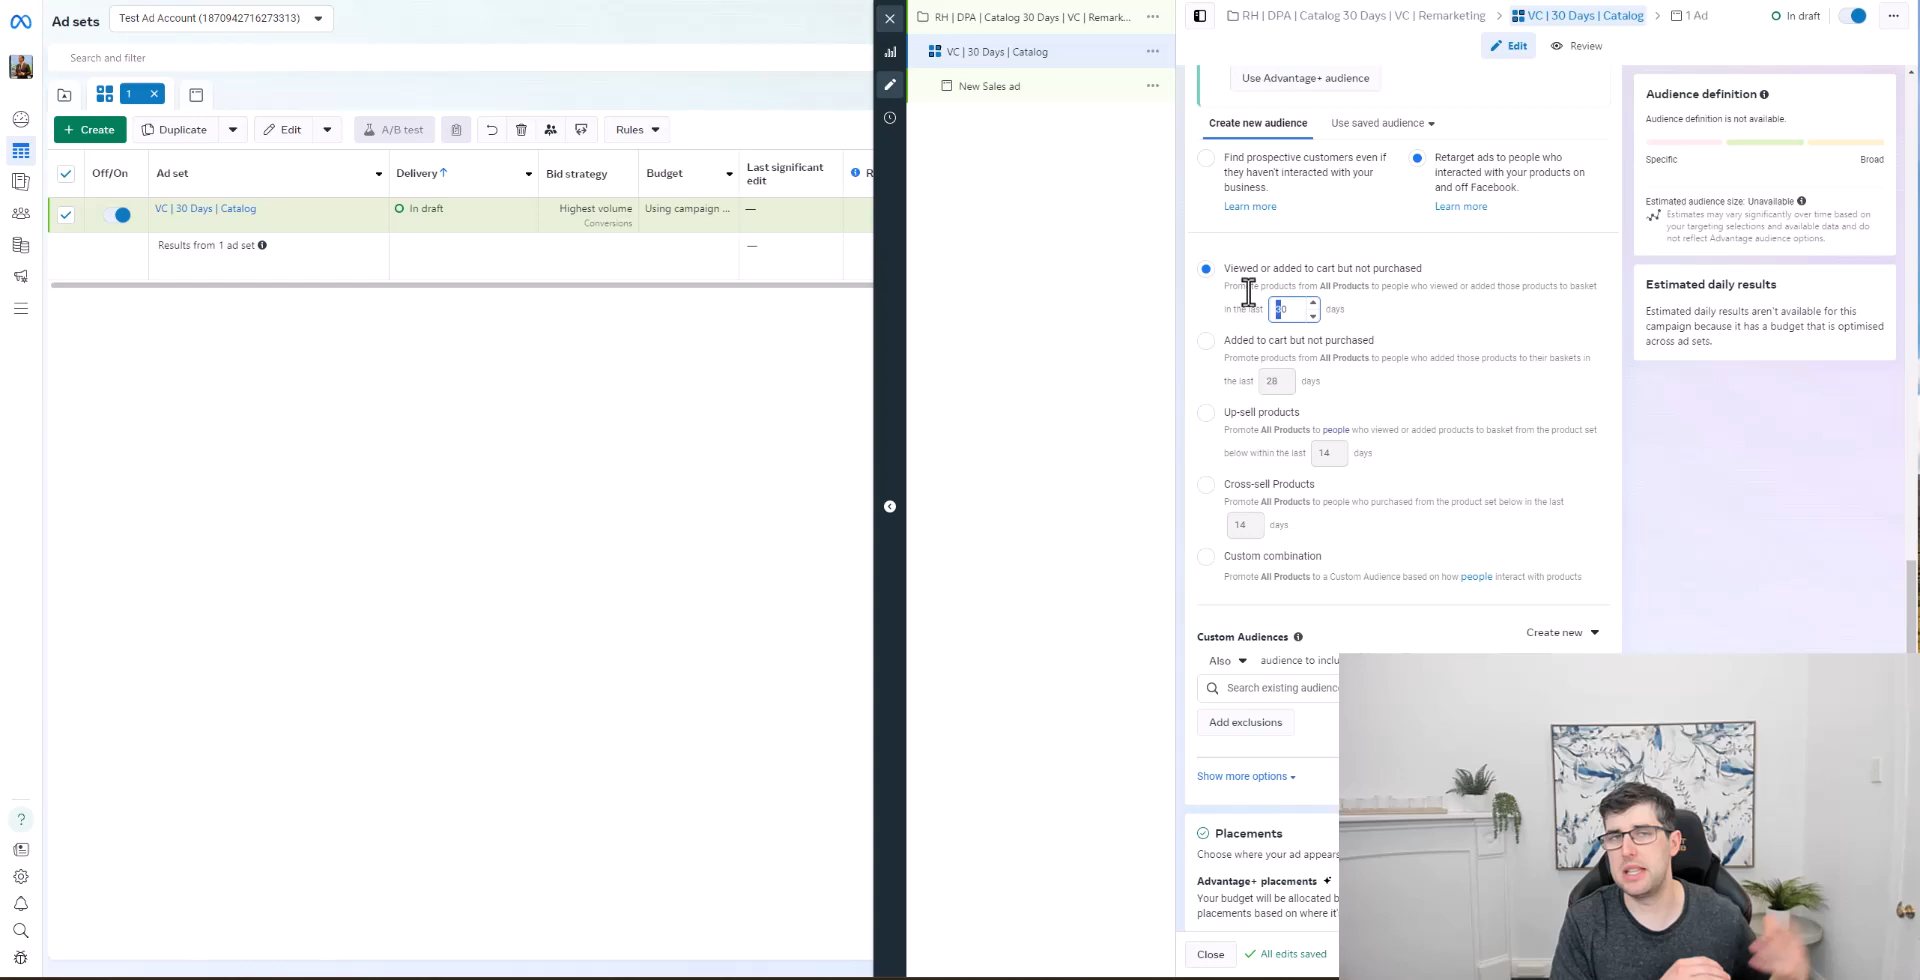 Ad sets
Test Ad Account (1870942716273313)
Search and filter
1
Create
Duplicate
Edit
A/B test
Rules
Off/On
Ad set
Delivery
Bid strategy
Budget
Last significant
edit
R
VC | 30 Days | Catalog
In draft
Highest volume
Conversions
Using campaign ...
—
Results from 1 ad set
—
RH | DPA | Catalog 30 Days | VC | Remark...
VC | 30 Days | Catalog
New Sales ad
RH | DPA | Catalog 30 Days | VC | Remarketing
VC | 30 Days | Catalog
1 Ad
In draft
Edit
Review
Use Advantage+ audience
Create new audience
Use saved audience
Find prospective customers even if
they haven't interacted with your
business.
Learn more
Retarget ads to people who
interacted with your products on
and off Facebook.
Learn more
Viewed or added to cart but not purchased
Promote products from All Products to people who viewed or added those products to basket
in the last 30 days
Added to cart but not purchased
Promote products from All Products to people who added those products to their baskets in
the last 28 days
Up-sell products
Promote All Products to people who viewed or added products to basket from the product set
below within the last 14 days
Cross-sell Products
Promote All Products to people who purchased from the product set below in the last
14 days
Custom combination
Promote All Products to a Custom Audience based on how people interact with products
Custom Audiences
Create new
Also audience to inclu
Search existing audienc
Add exclusions
Show more options
Placements
Choose where your ad appears
Advantage+ placements
Your budget will be allocated b
placements based on where it'
Close
All edits saved
Audience definition
Audience definition is not available.
Specific
Broad
Estimated audience size: Unavailable
Estimates may vary significantly over time based on
your targeting selections and available data and do
not reflect Advantage audience options.
Estimated daily results
Estimated daily results aren't available for this
campaign because it has a budget that is optimised
across ad sets.